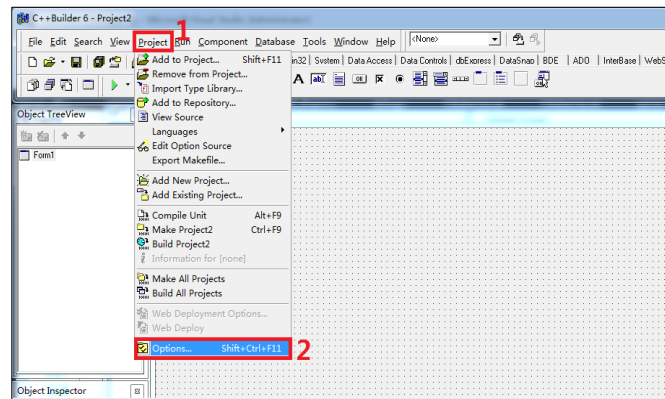 C++Builder 6 - Project2
1
File Edit Search View Project Run Component Database Tools Window Help <None>
Add to Project... Shift+F11
in32 System Data Access Data Controls dbExpress DataSnap BDE ADO InterBase WebS
Remove from Project...
Import Type Library...
Add to Repository...
Object TreeView
View Source
Languages
Edit Option Source
Form1
Export Makefile...
Add New Project...
Add Existing Project...
Compile Unit Alt+F9
Make Project2 Ctrl+F9
Build Project2
Information for [none]
Make All Projects
Build All Projects
Web Deployment Options...
Web Deploy
Options... Shift+Ctrl+F11 2
Object Inspector